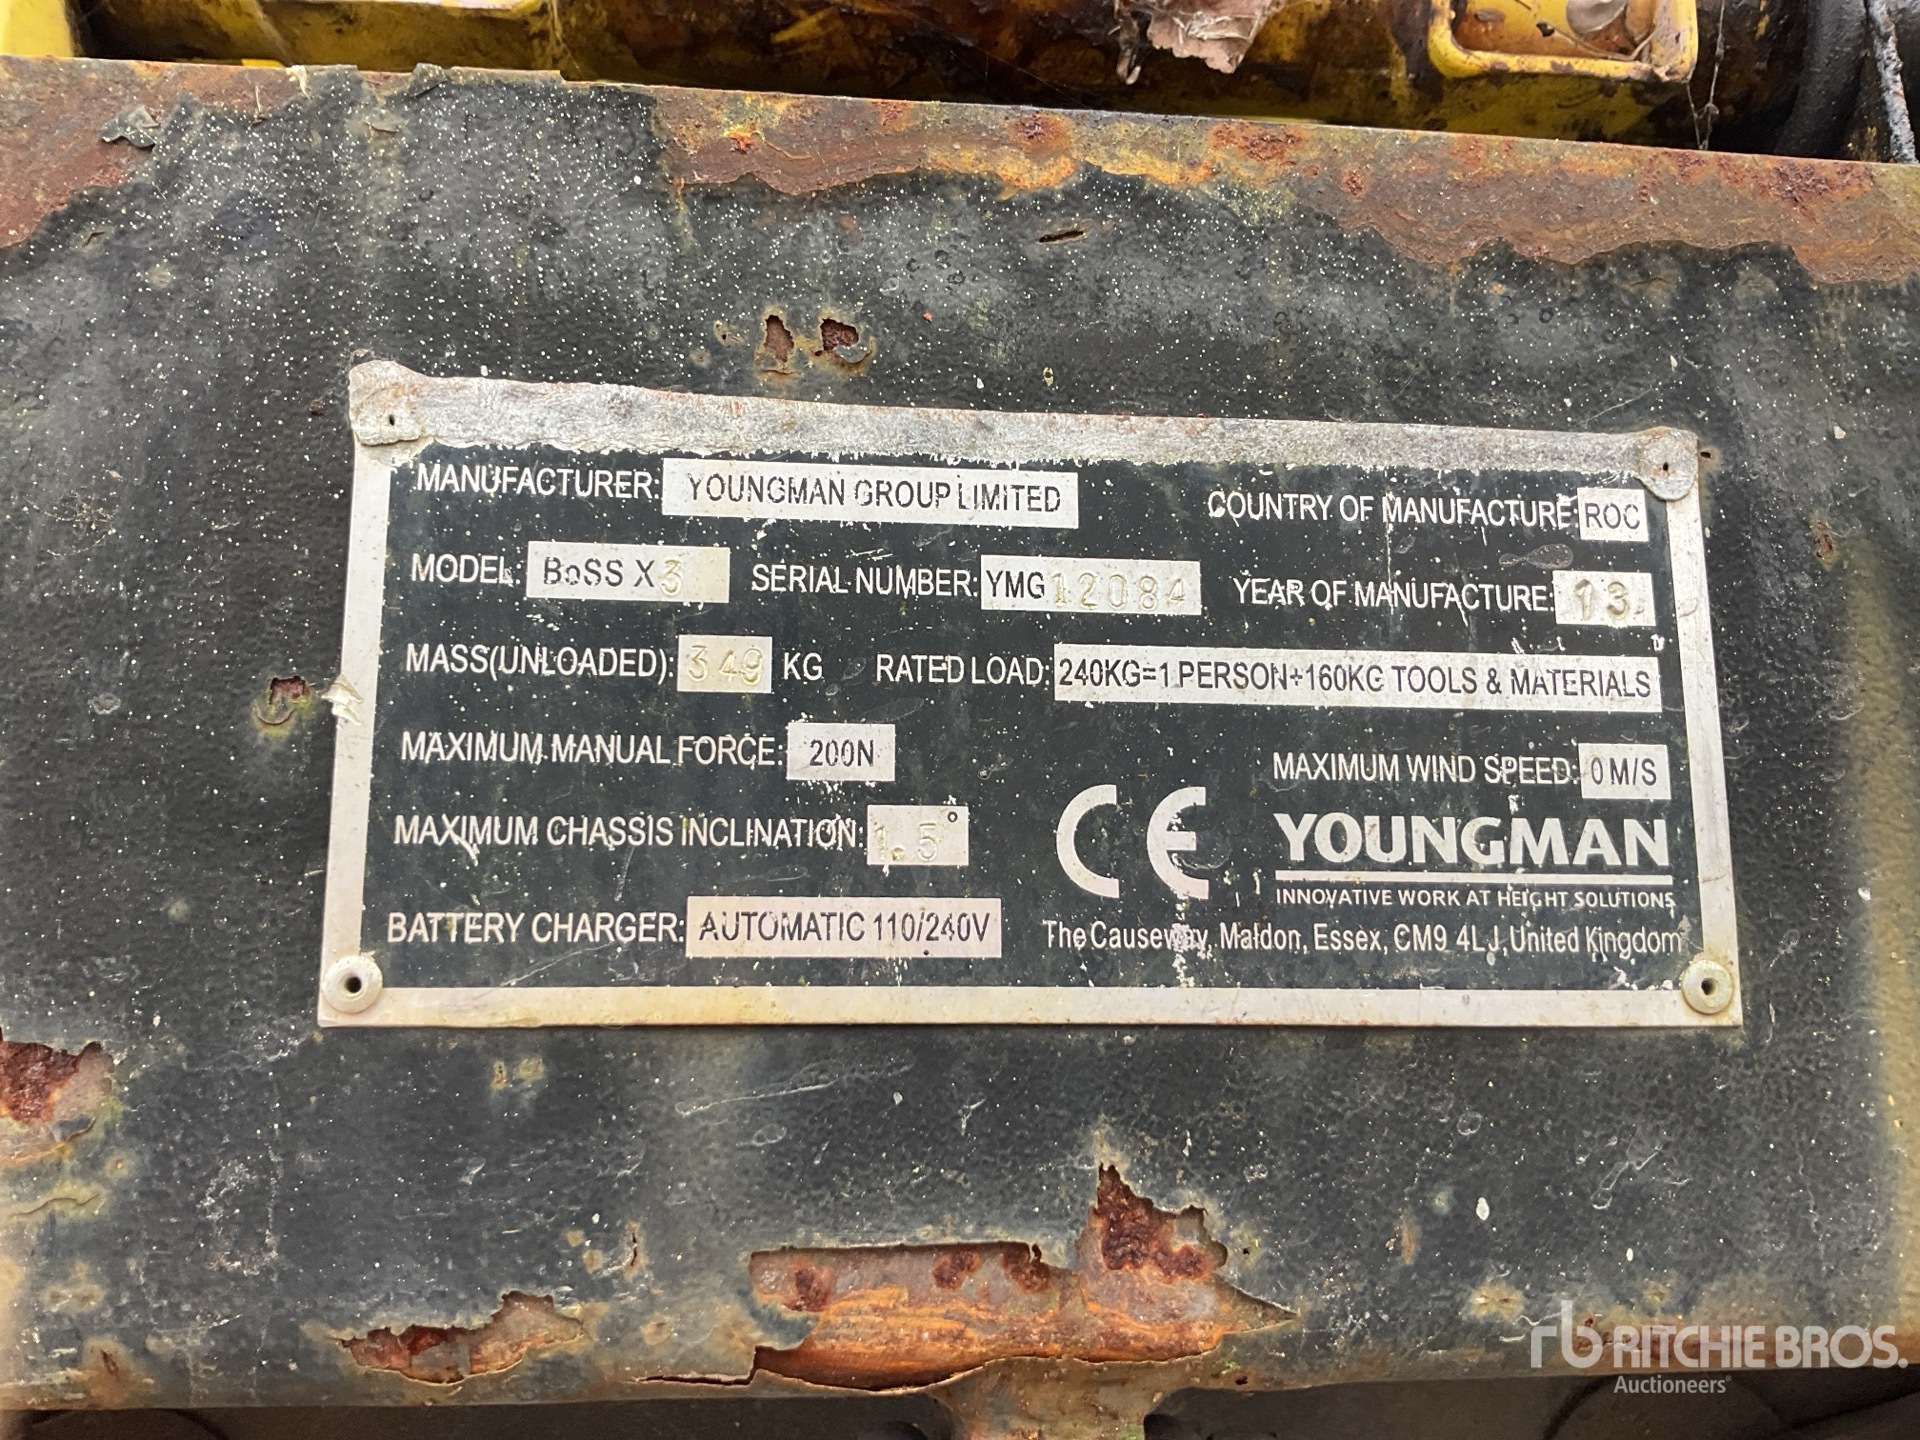 MANUFACTURER: YOUNGMAN GROUP LIMITED COUNTRY OF MANUFACTURE: ROC
MODEL: BoSS X3 SERIAL NUMBER: YMG12084 YEAR OF MANUFACTURE: 13
MASS(UNLOADED): 349 KG RATED LOAD: 240KG=1 PERSON+160KG TOOLS & MATERIALS
MAXIMUM MANUAL FORCE: 200N MAXIMUM WIND SPEED: 0 M/S
MAXIMUM CHASSIS INCLINATION: 1.5° CE YOUNGMAN
INNOVATIVE WORK AT HEIGHT SOLUTIONS
BATTERY CHARGER: AUTOMATIC 110/240V The Causeway, Maldon, Essex, CM9 4LJ, United Kingdom
rb RITCHIE BROS.
Auctioneers